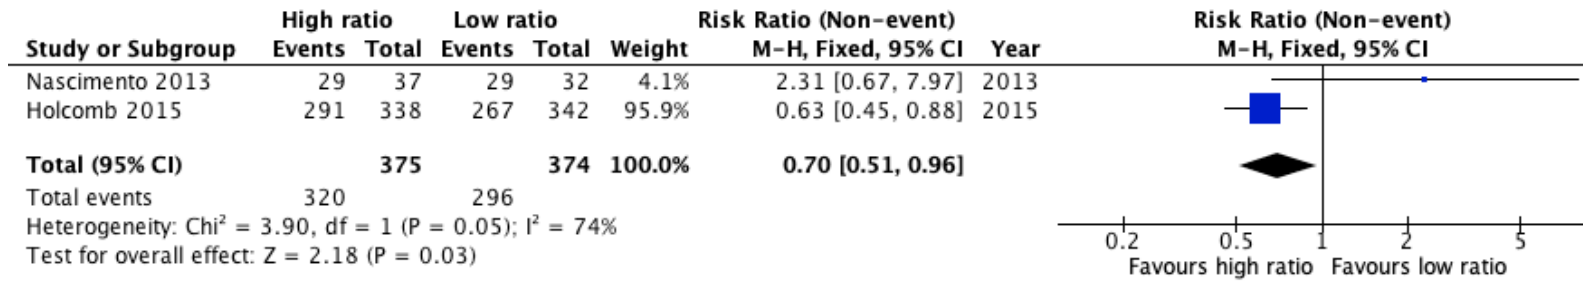 High ratio Low ratio Risk Ratio (Non-event) Risk Ratio (Non-event)
Study or Subgroup Events Total Events Total Weight M-H, Fixed, 95% CI Year M-H, Fixed, 95% CI
Nascimento 2013 29 37 29 32 4.1% 2.31 [0.67, 7.97] 2013
Holcomb 2015 291 338 267 342 95.9% 0.63 [0.45, 0.88] 2015
Total (95% CI) 375 374 100.0% 0.70 [0.51, 0.96]
Total events 320 296
Heterogeneity: Chi² = 3.90, df = 1 (P = 0.05); I² = 74%
Test for overall effect: Z = 2.18 (P = 0.03)
0.2 0.5 1 2 5
Favours high ratio Favours low ratio